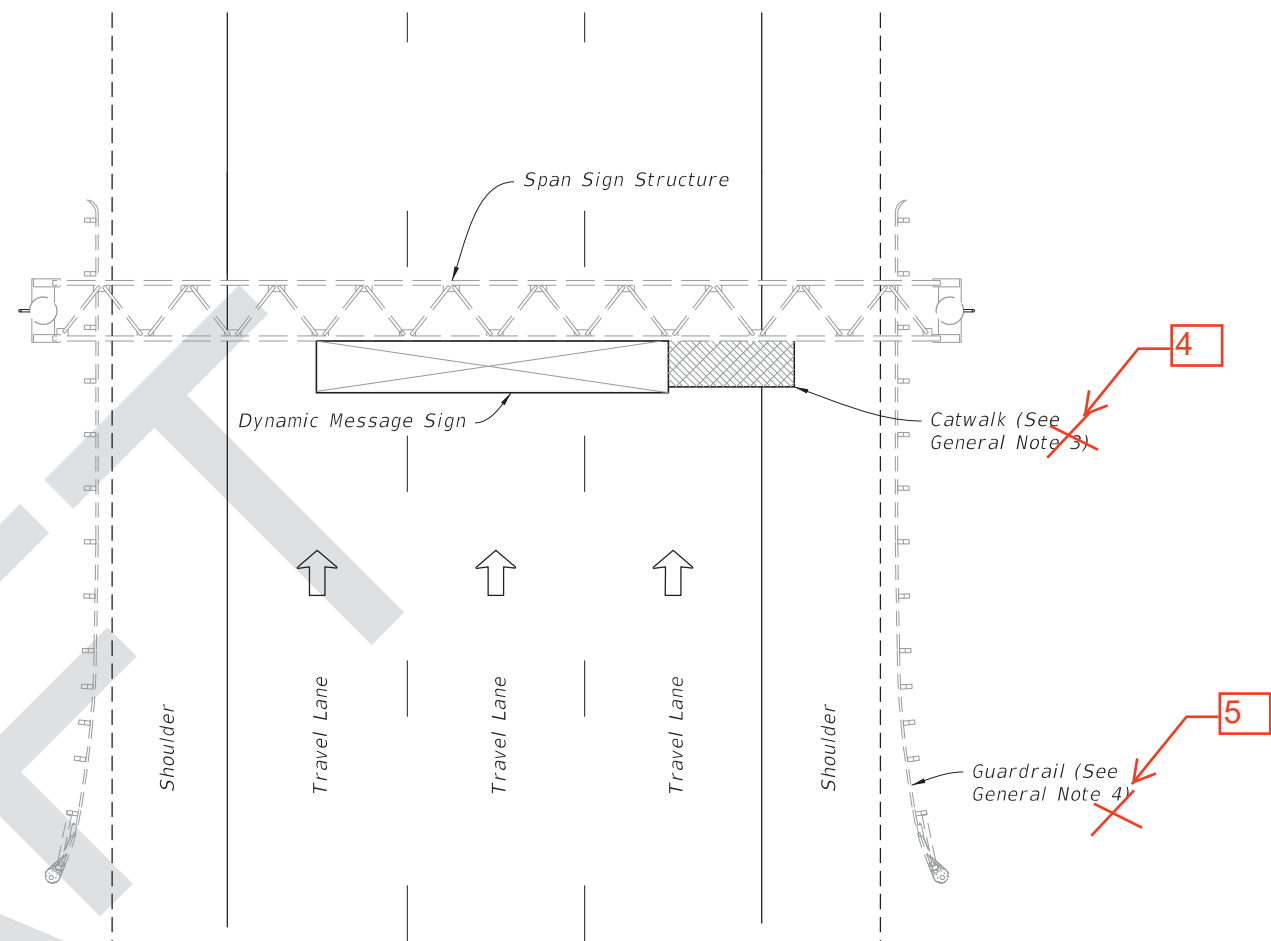 Span Sign Structure
4
Dynamic Message Sign
Catwalk (See
General Note 3)
Shoulder
Travel Lane
Travel Lane
Travel Lane
Shoulder
5
Guardrail (See
General Note 4)